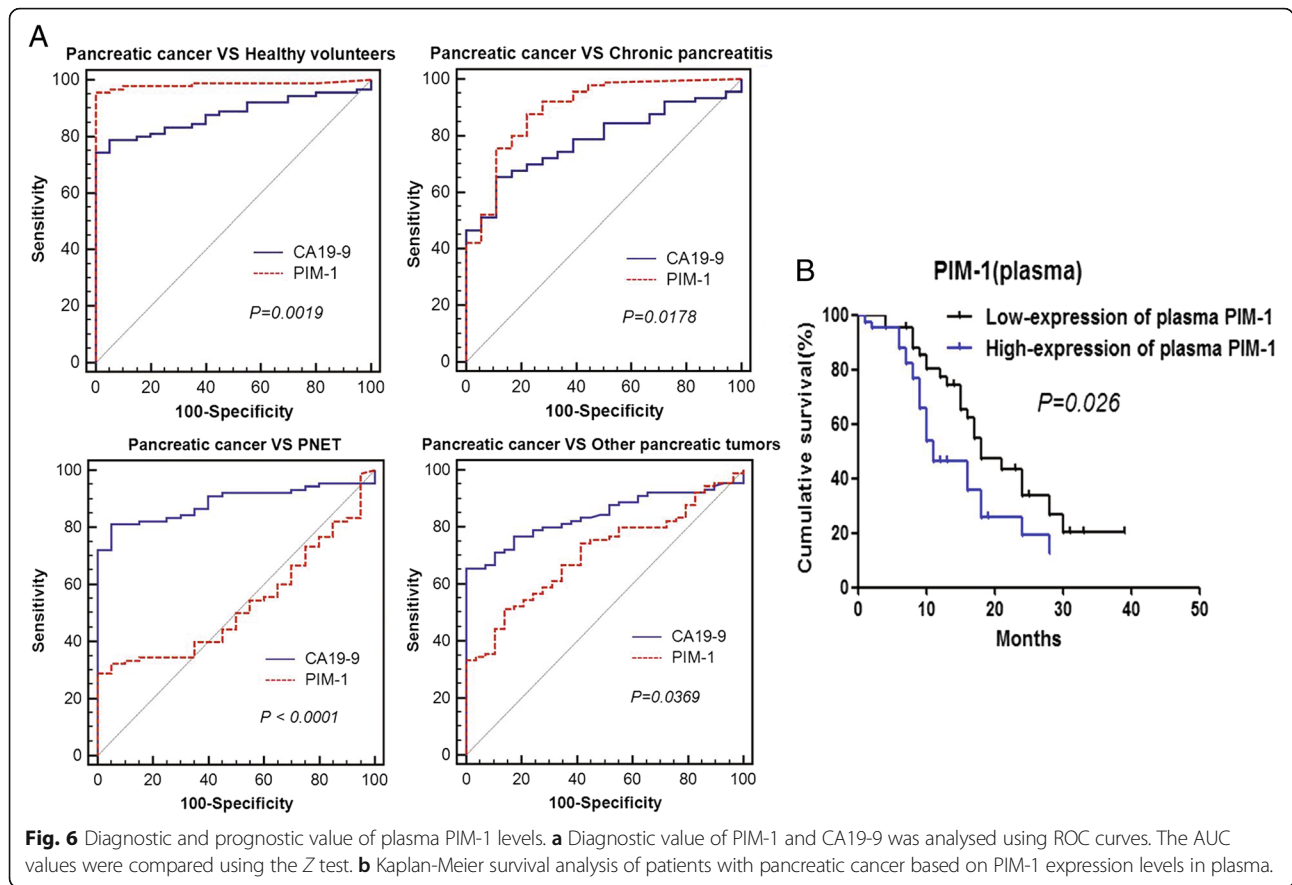 A
Pancreatic cancer VS Healthy volunteers
100
80
60
40
20
0
Sensitivity
CA19-9
PIM-1
P=0.0019
0 20 40 60 80 100
100-Specificity
Pancreatic cancer VS Chronic pancreatitis
100
80
60
40
20
0
Sensitivity
CA19-9
PIM-1
P=0.0178
0 20 40 60 80 100
100-Specificity
Pancreatic cancer VS PNET
100
80
60
40
20
0
Sensitivity
CA19-9
PIM-1
P < 0.0001
0 20 40 60 80 100
100-Specificity
Pancreatic cancer VS Other pancreatic tumors
100
80
60
40
20
0
Sensitivity
CA19-9
PIM-1
P=0.0369
0 20 40 60 80 100
100-Specificity
B
PIM-1(plasma)
Low-expression of plasma PIM-1
High-expression of plasma PIM-1
P=0.026
100
80
60
40
20
0
Cumulative survival(%)
0 10 20 30 40 50
Months
Fig. 6 Diagnostic and prognostic value of plasma PIM-1 levels. a Diagnostic value of PIM-1 and CA19-9 was analysed using ROC curves. The AUC
values were compared using the Z test. b Kaplan-Meier survival analysis of patients with pancreatic cancer based on PIM-1 expression levels in plasma.